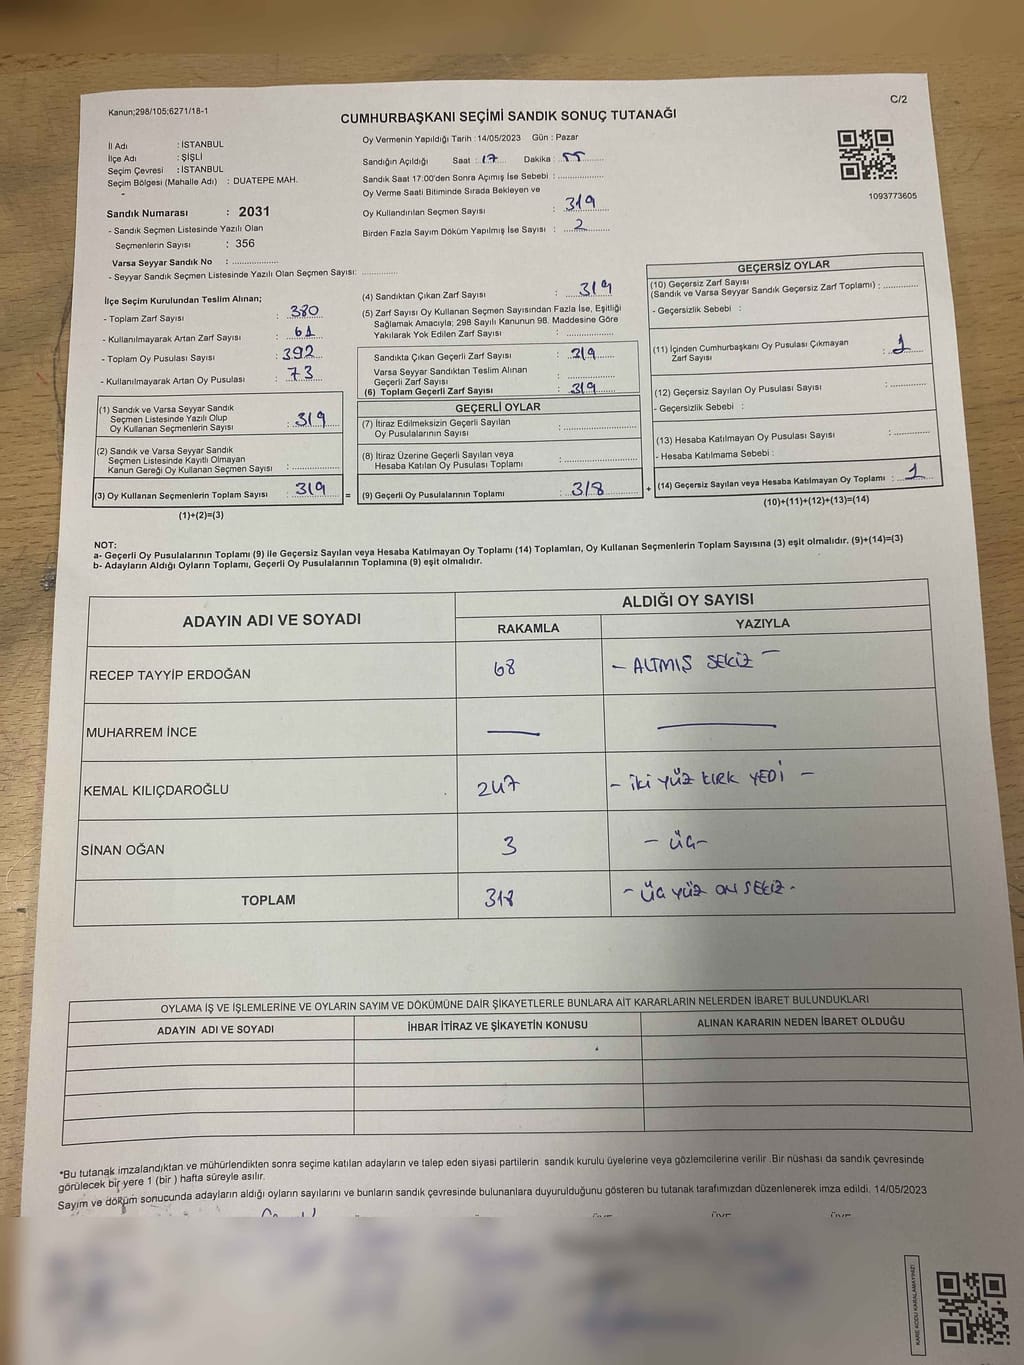 Kanun;298/105;6271/18-1
C/2
CUMHURBAŞKANI SEÇİMİ SANDIK SONUÇ TUTANAĞI
İl Adı : İSTANBUL
İlçe Adı : ŞİŞLİ
Seçim Çevresi : İSTANBUL
Seçim Bölgesi (Mahalle Adı) : DUATEPE MAH.
Sandık Numarası : 2031
- Sandık Seçmen Listesinde Yazılı Olan
Seçmenlerin Sayısı : 356
Varsa Seyyar Sandık No : ..................
- Seyyar Sandık Seçmen Listesinde Yazılı Olan Seçmen Sayısı: ............
Oy Vermenin Yapıldığı Tarih : 14/05/2023 Gün : Pazar
Sandığın Açıldığı Saat : 17 Dakika : 55
Sandık Saat 17:00'den Sonra Açımış İse Sebebi : ..................
Oy Verme Saati Bitiminde Sırada Bekleyen ve
Oy Kullandırılan Seçmen Sayısı : 319
Birden Fazla Sayım Döküm Yapılmış İse Sayısı : 2
1093773605
İlçe Seçim Kurulundan Teslim Alınan;
- Toplam Zarf Sayısı : 380
- Kullanılmayarak Artan Zarf Sayısı : 61
- Toplam Oy Pusulası Sayısı : 392
- Kullanılmayarak Artan Oy Pusulası : 73
(1) Sandık ve Varsa Seyyar Sandık
Seçmen Listesinde Yazılı Olup
Oy Kullanan Seçmenlerin Sayısı : 319
(2) Sandık ve Varsa Seyyar Sandık
Seçmen Listesinde Kayıtlı Olmayan
Kanun Gereği Oy Kullanan Seçmen Sayısı : ..................
(3) Oy Kullanan Seçmenlerin Toplam Sayısı : 319
(1)+(2)=(3)
(4) Sandıktan Çıkan Zarf Sayısı : 319
(5) Zarf Sayısı Oy Kullanan Seçmen Sayısından Fazla İse, Eşitliği
Sağlamak Amacıyla; 298 Sayılı Kanunun 98. Maddesine Göre
Yakılarak Yok Edilen Zarf Sayısı : ..................
Sandıkta Çıkan Geçerli Zarf Sayısı : 319
Varsa Seyyar Sandıktan Teslim Alınan
Geçerli Zarf Sayısı : ..................
(6) Toplam Geçerli Zarf Sayısı : 319
=
GEÇERLİ OYLAR
(7) İtiraz Edilmeksizin Geçerli Sayılan
Oy Pusulalarının Sayısı : ..................
(8) İtiraz Üzerine Geçerli Sayılan veya
Hesaba Katılan Oy Pusulası Toplamı : ..................
(9) Geçerli Oy Pusulalarının Toplamı : 318
+
GEÇERSİZ OYLAR
(10) Geçersiz Zarf Sayısı
(Sandık ve Varsa Seyyar Sandık Geçersiz Zarf Toplamı) : ............
- Geçersizlik Sebebi :
(11) İçinden Cumhurbaşkanı Oy Pusulası Çıkmayan
Zarf Sayısı : 1
(12) Geçersiz Sayılan Oy Pusulası Sayısı : ............
- Geçersizlik Sebebi :
(13) Hesaba Katılmayan Oy Pusulası Sayısı : ............
- Hesaba Katılmama Sebebi :
(14) Geçersiz Sayılan veya Hesaba Katılmayan Oy Toplamı : 1
(10)+(11)+(12)+(13)=(14)
NOT:
a- Geçerli Oy Pusulalarının Toplamı (9) ile Geçersiz Sayılan veya Hesaba Katılmayan Oy Toplamı (14) Toplamları, Oy Kullanan Seçmenlerin Toplam Sayısına (3) eşit olmalıdır. (9)+(14)=(3)
b- Adayların Aldığı Oyların Toplamı, Geçerli Oy Pusulalarının Toplamına (9) eşit olmalıdır.
ADAYIN ADI VE SOYADI
ALDIĞI OY SAYISI
RAKAMLA YAZIYLA
RECEP TAYYİP ERDOĞAN 68 - ALTMIŞ SEKİZ -
MUHARREM İNCE — —
KEMAL KILIÇDAROĞLU 247 - iKi YÜZ KIRK YEDİ -
SİNAN OĞAN 3 - ÜÇ -
TOPLAM 318 - ÜÇ YÜZ ON SEKİZ -
OYLAMA İŞ VE İŞLEMLERİNE VE OYLARIN SAYIM VE DÖKÜMÜNE DAİR ŞİKAYETLERLE BUNLARA AİT KARARLARIN NELERDEN İBARET BULUNDUKLARI
ADAYIN ADI VE SOYADI İHBAR İTİRAZ VE ŞİKAYETİN KONUSU ALINAN KARARIN NEDEN İBARET OLDUĞU
*Bu tutanak imzalandıktan ve mühürlendikten sonra seçime katılan adayların ve talep eden siyasi partilerin sandık kurulu üyelerine veya gözlemcilerine verilir. Bir nüshası da sandık çevresinde
görülecek bir yere 1 (bir ) hafta süreyle asılır.
Sayım ve döküm sonucunda adayların aldığı oyların sayılarını ve bunların sandık çevresinde bulunanlara duyurulduğunu gösteren bu tutanak tarafımızdan düzenlenerek imza edildi. 14/05/2023
KARE KODU KARALAMAYINIZ!